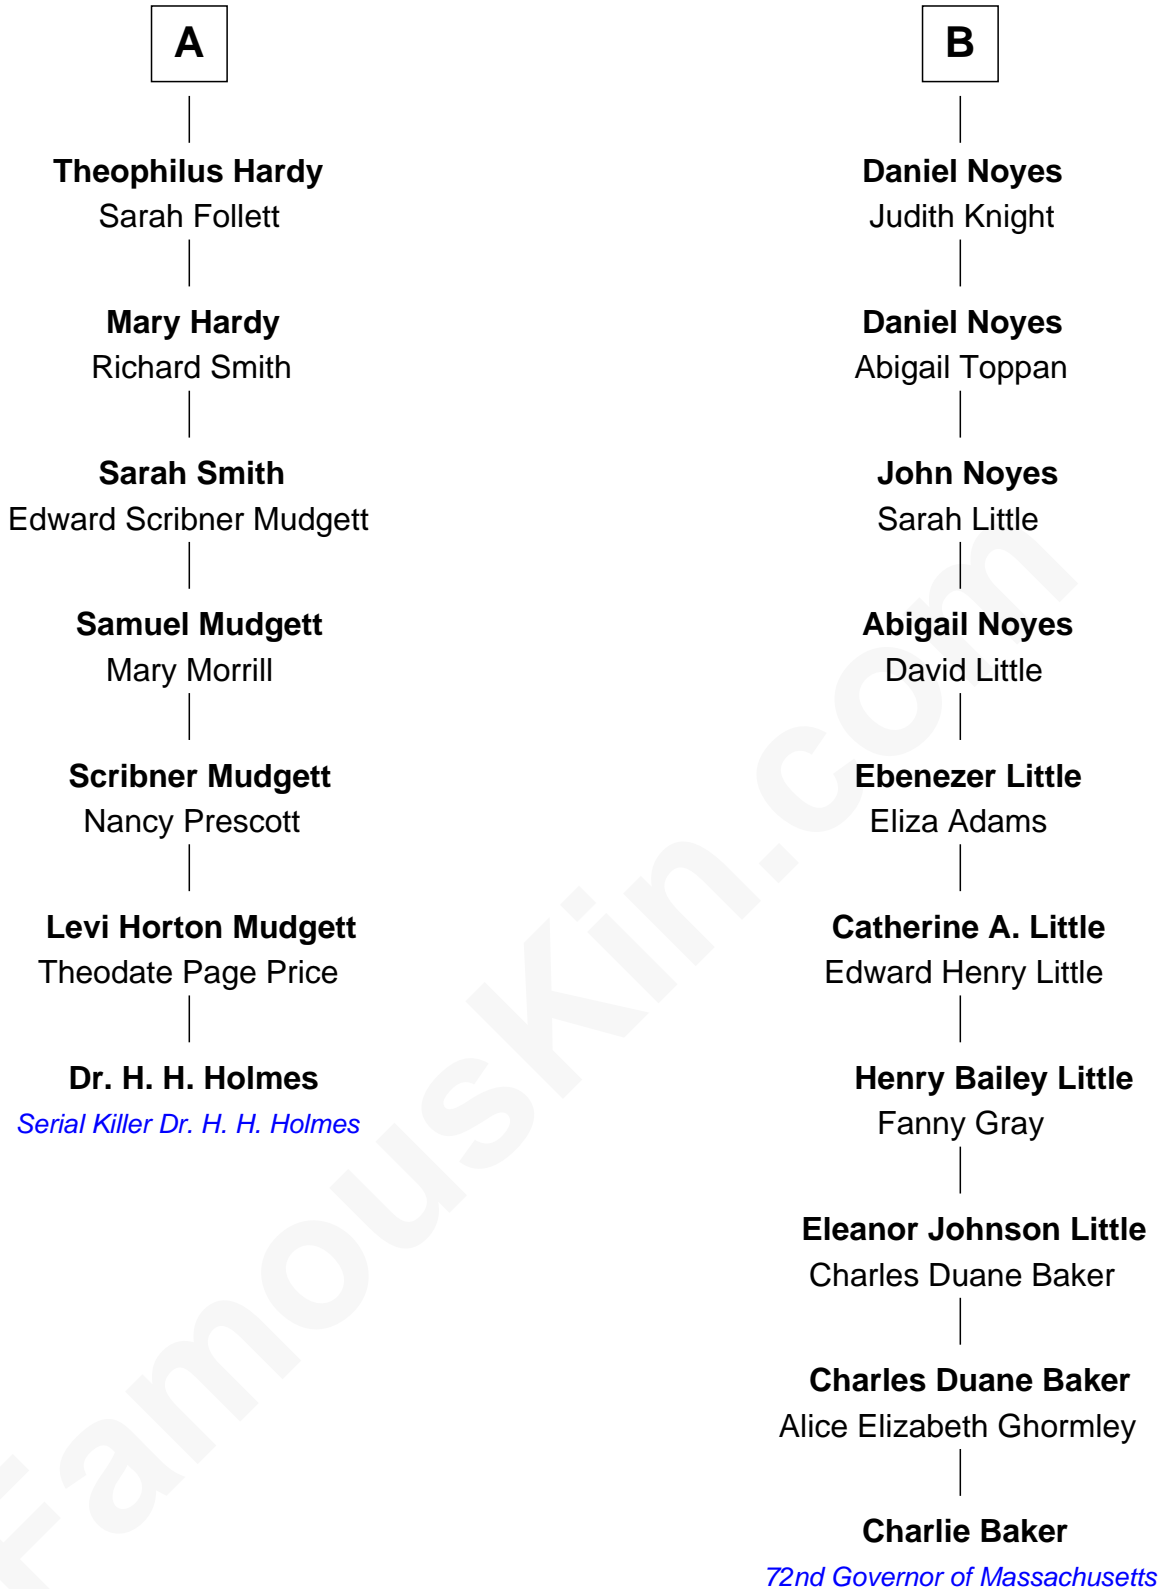 A
Theophilus Hardy
Sarah Follett
Mary Hardy
Richard Smith
Sarah Smith
Edward Scribner Mudgett
Samuel Mudgett
Mary Morrill
Scribner Mudgett
Nancy Prescott
Levi Horton Mudgett
Theodate Page Price
Dr. H. H. Holmes
Serial Killer Dr. H. H. Holmes
B
Daniel Noyes
Judith Knight
Daniel Noyes
Abigail Toppan
John Noyes
Sarah Little
Abigail Noyes
David Little
Ebenezer Little
Eliza Adams
Catherine A. Little
Edward Henry Little
Henry Bailey Little
Fanny Gray
Eleanor Johnson Little
Charles Duane Baker
Charles Duane Baker
Alice Elizabeth Ghormley
Charlie Baker
72nd Governor of Massachusetts
FamousKin.com